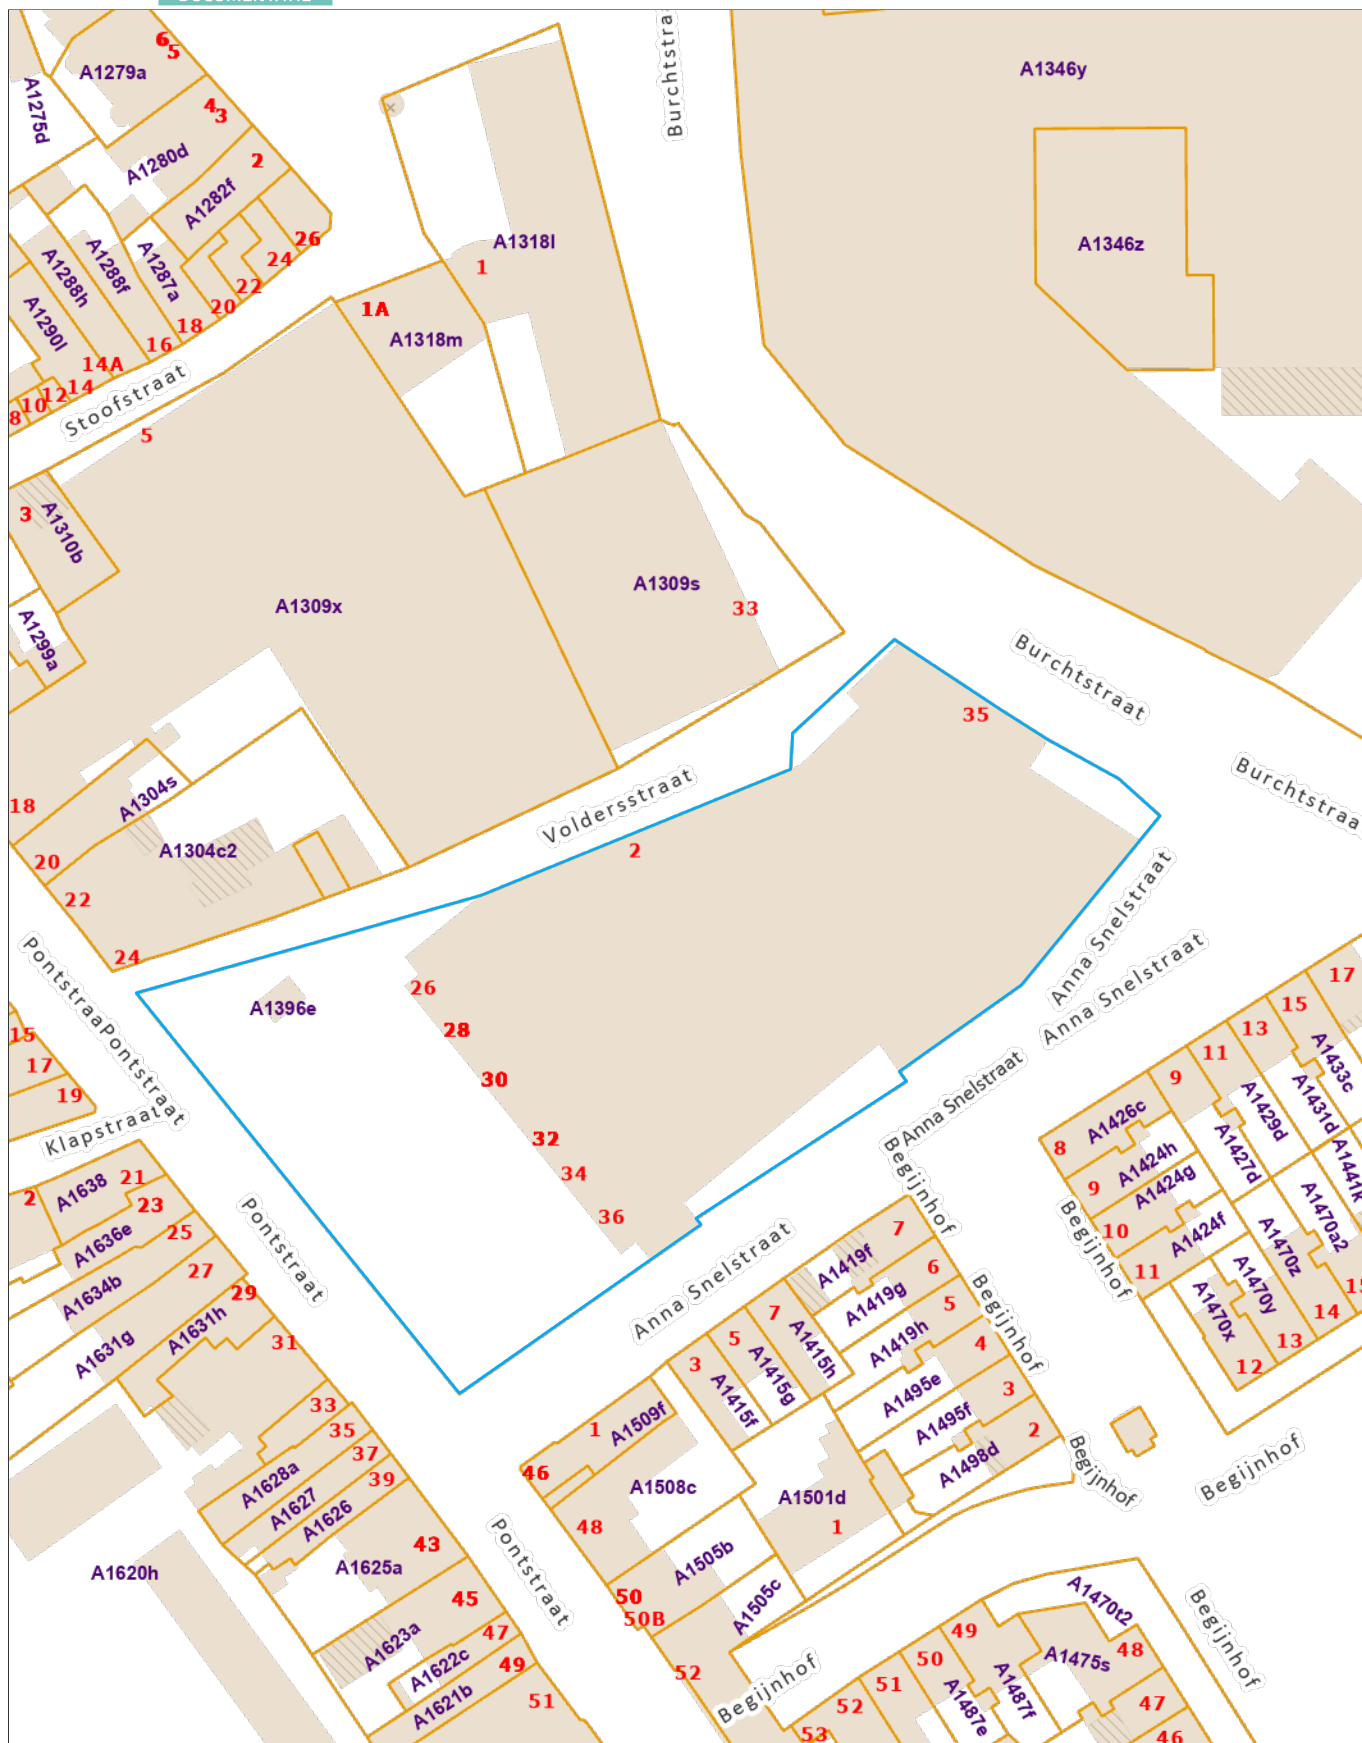 6
5
A1279a
Burchtstraat
A1346y
A1275d
4
3
A1280d
2
A1282f
A1346z
26
A1318l
24
1
A1288f
A1287a
A1288h
22
20
1A
A1290l
18
A1318m
16
14A
14
12
10
8
Stoofstraat
5
3
A1310b
A1309s
A1309x
33
A1299a
Burchtstraat
35
Burchtstraa
A1304s
18
Voldersstraat
2
A1304c2
20
22
24
Anna Snelstraat
Anna Snelstraat
Pontstraat
26
A1396e
28
15
17
19
Pontstraat
Klapstraat
30
32
34
36
17
15
13
11
9
A1433c
A1431d
A1429d
A1427d
A1426c
8
Anna Snelstraat
Begijnhof
A1424h
A1424g
9
10
11
A1424f
A1441k
A1470a2
A1470z
A1470y
A1470x
Begijnhof
15
14
13
12
2
A1638
21
23
A1636e
25
A1634b
27
29
Pontstraat
A1631g
A1631h
31
Anna Snelstraat
7
A1419f
6
A1419g
5
Begijnhof
A1419h
4
7
A1415h
5
A1415g
3
A1415f
A1495e
3
A1495f
2
A1498d
Begijnhof
Begijnhof
33
35
37
39
A1628a
A1627
A1626
1
A1509f
46
A1508c
A1501d
1
48
43
A1625a
Pontstraat
A1505b
A1505c
50
50B
A1620h
45
A1623a
47
A1622c
49
A1621b
51
52
Begijnhof
A1470t2
Begijnhof
49
48
A1475s
50
A1487f
A1487e
51
52
53
47
46